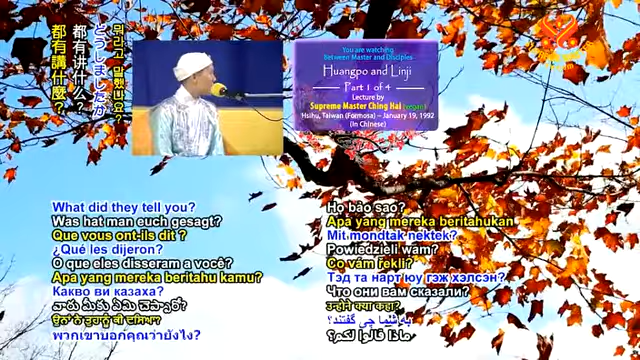 뭐라고 말했나요?
どうしましたか
都有讲什么?
都有講什麼?
You are watching
Between Master and Disciples
Huangpo and Linji
Part 1 of 4
Lecture by
Supreme Master Ching Hai (vegan)
Hsihu, Taiwan (Formosa) – January 19, 1992
(In Chinese)
What did they tell you?
Was hat man euch gesagt?
Que vous ont-ils dit ?
¿Qué les dijeron?
O que eles disseram a você?
Apa yang mereka beritahu kamu?
Какво ви казаха?
వారు మీకు ఏమి చెప్పారో?
ਉਨਾਂ ਨੇ ਤੁਹਾਨੂੰ ਕੀ ਦਸਿਆ?
พวกเขาบอกคุณว่ายังไง?
Họ bảo sao?
Apa yang mereka beritahukan
Mit mondtak nektek?
Powiedzieli wam?
Co vám řekli?
Тэд та нарт юу гэж хэлсэн?
Что они вам сказали?
उन्होंने क्या कहा?
به شما چی گفتند؟
ماذا قالوا لكم؟